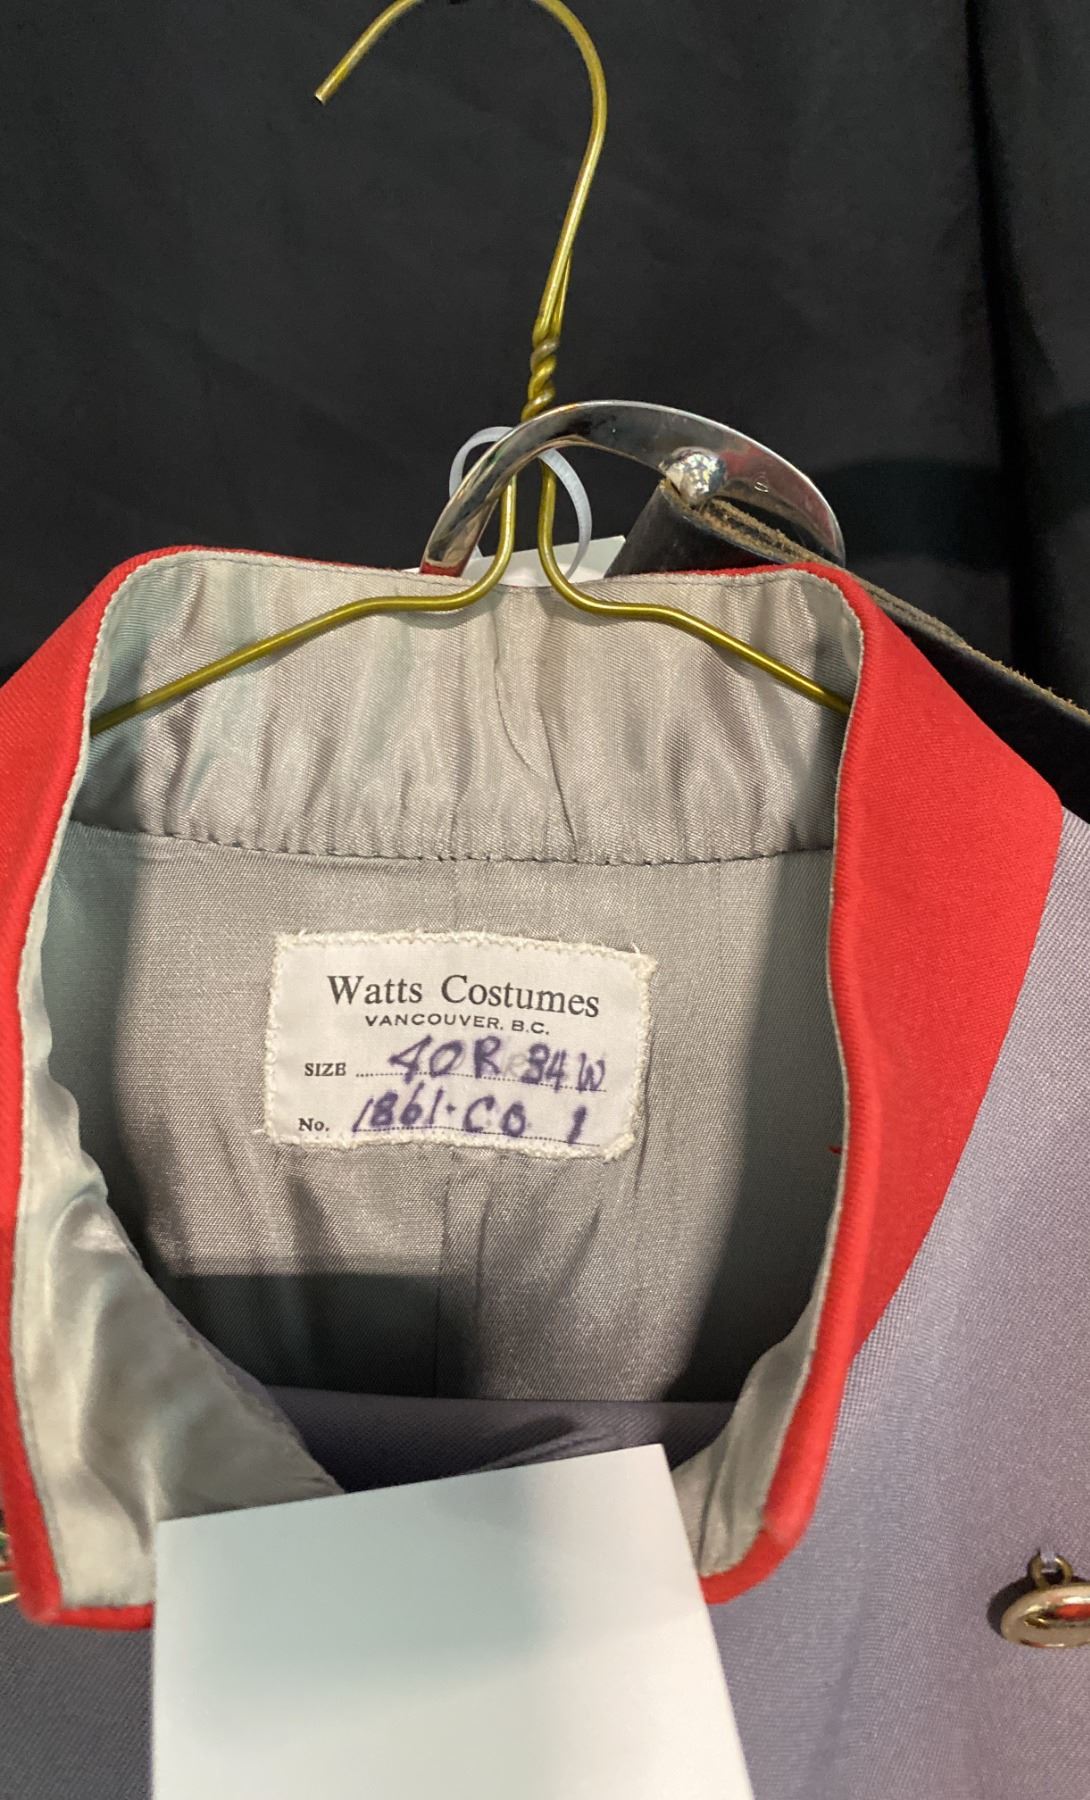 Watts Costumes
VANCOUVER, B.C.
SIZE 40R 34W
No. 1861-CO 1